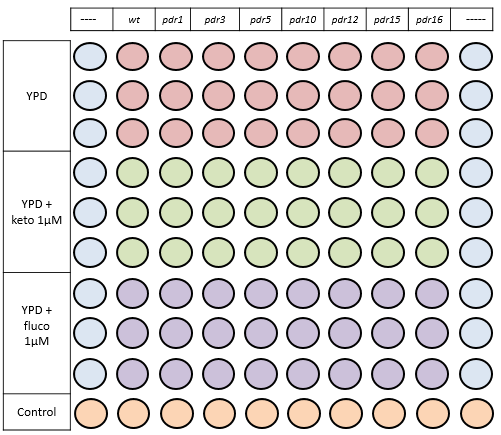 ---- wt pdr1 pdr3 pdr5 pdr10 pdr12 pdr15 pdr16 -----
YPD
YPD +
keto 1µM
YPD +
fluco
1µM
Control